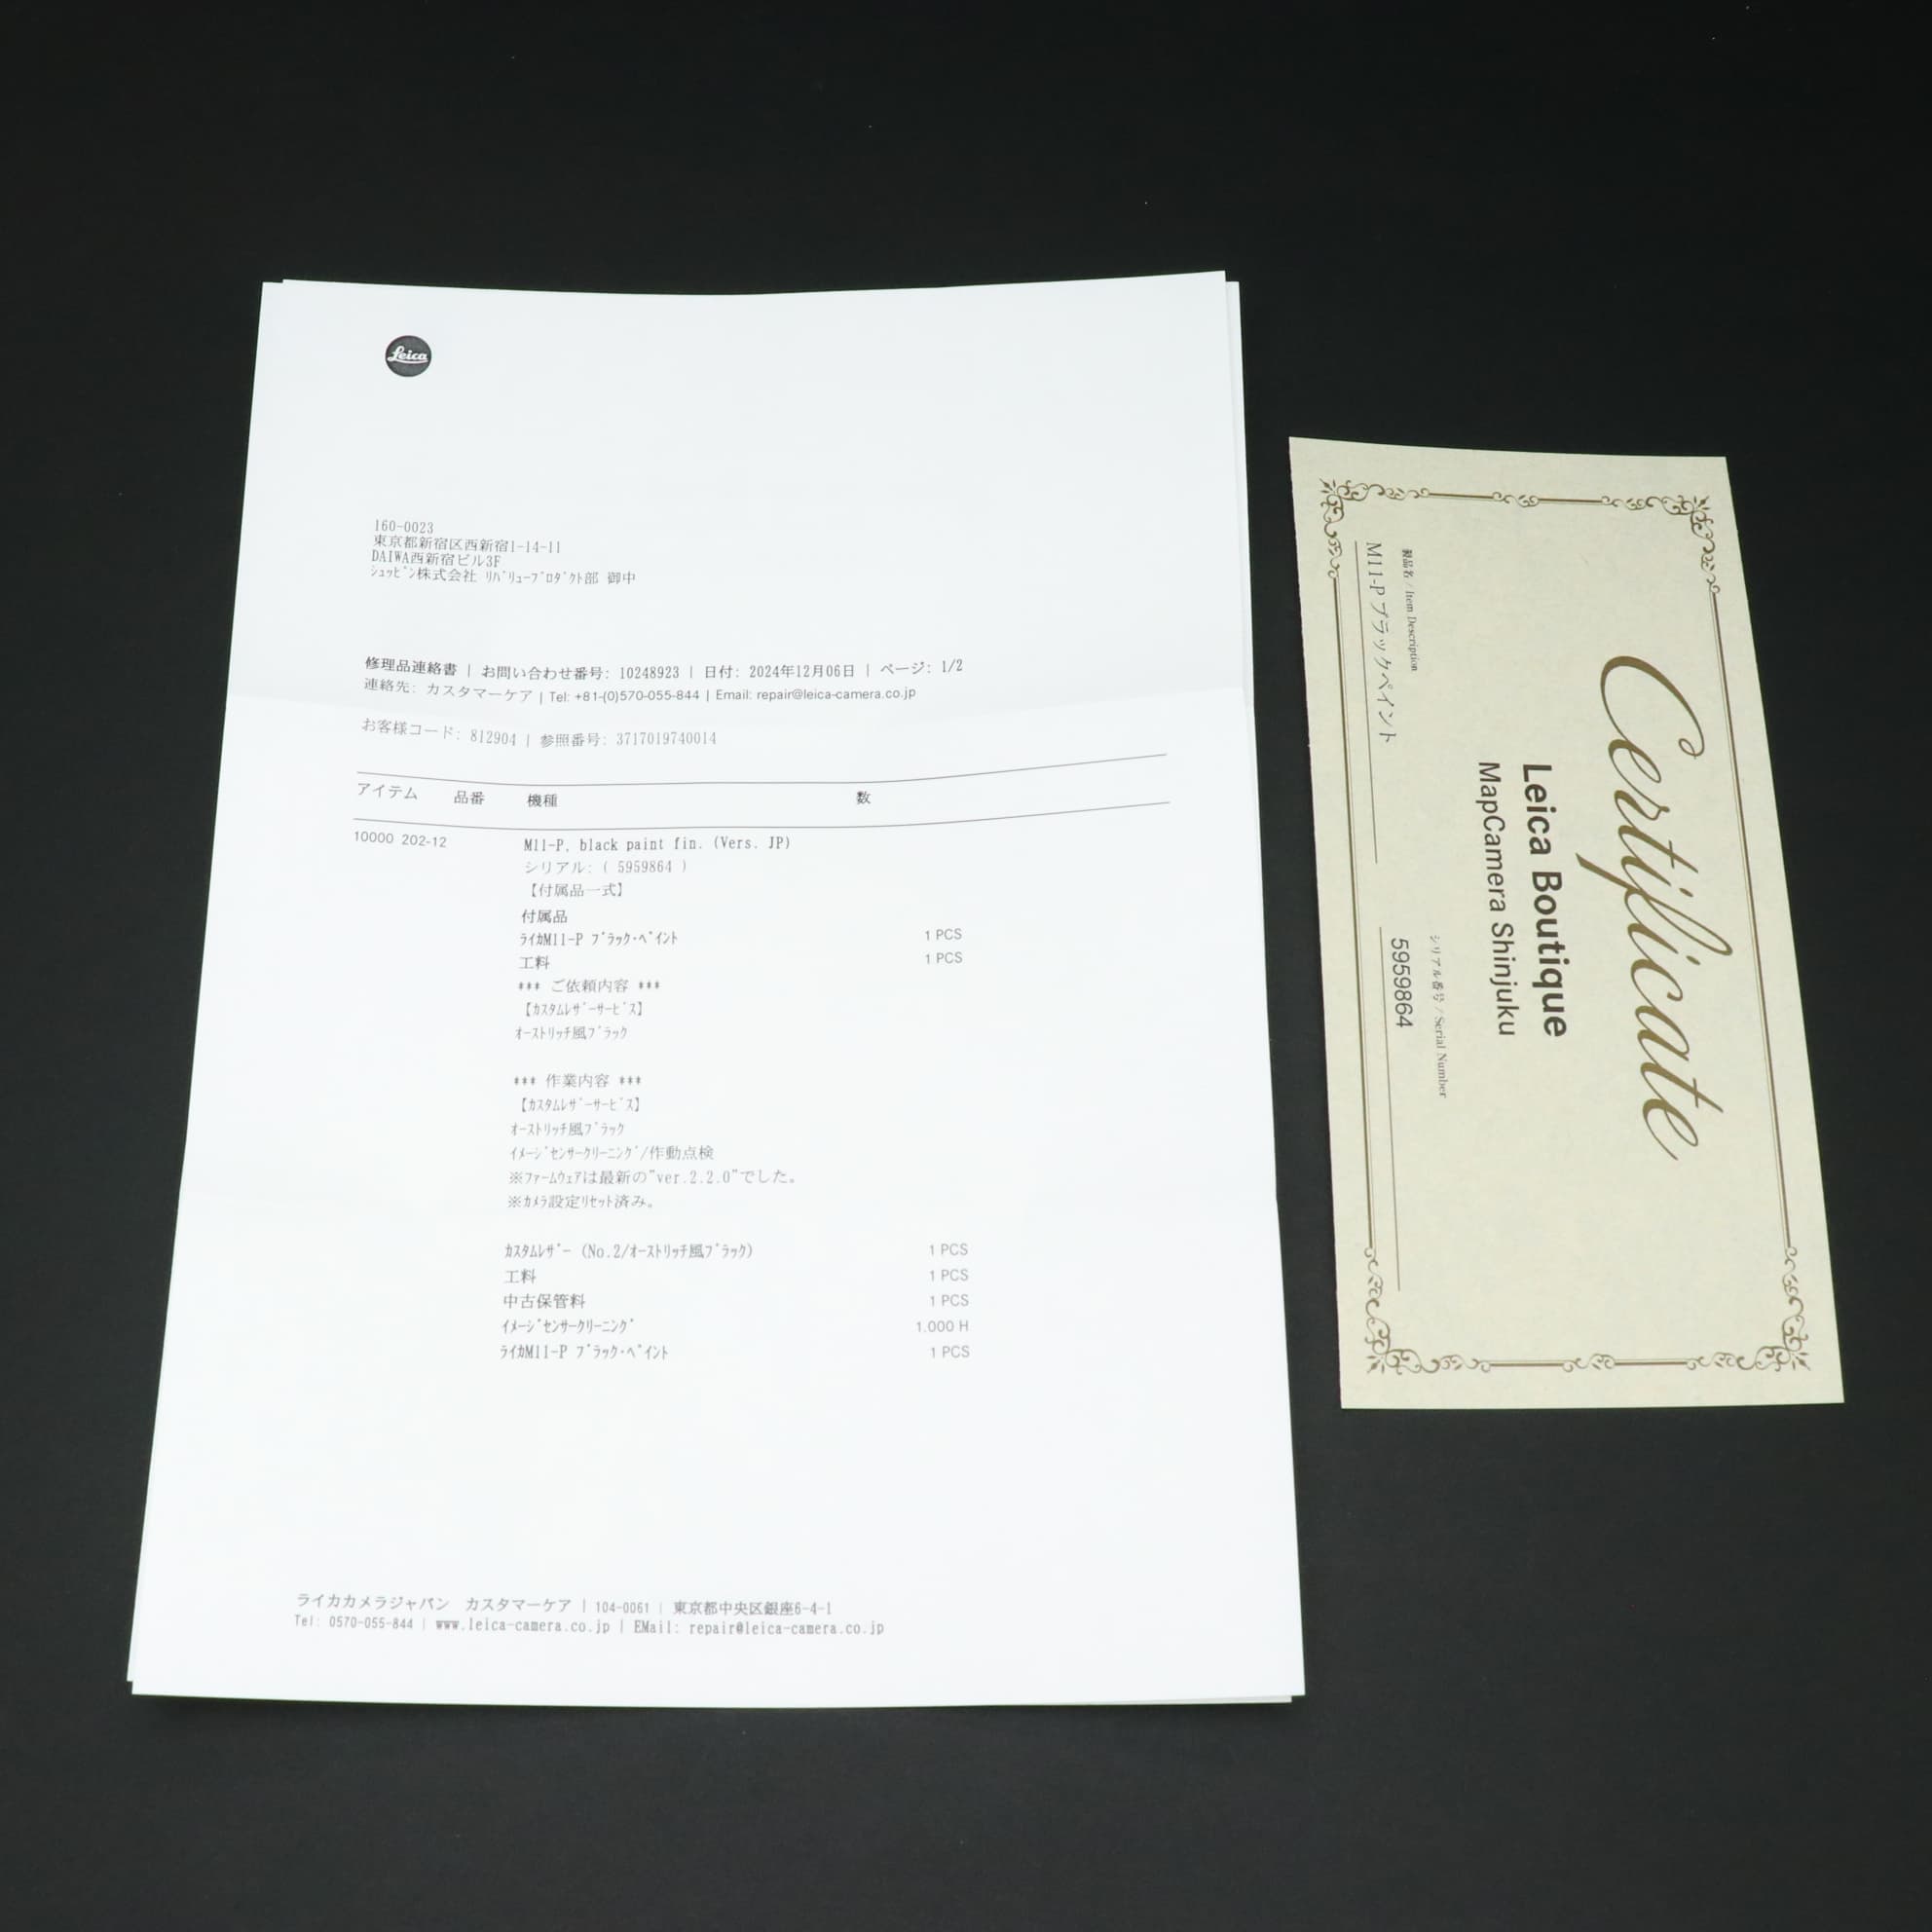 Leica
160-0023
東京都新宿区西新宿1-14-11
DAIWA西新宿ビル3F
ｼｭｯﾋﾟﾝ株式会社 ﾘﾊﾞﾘｭｰﾌﾟﾛﾀﾞｸﾄ部 御中
修理品連絡書 | お問い合わせ番号: 10248923 | 日付: 2024年12月06日 | ページ: 1/2
連絡先: カスタマーケア | Tel: +81-(0)570-055-844 | Email: repair@leica-camera.co.jp
お客様コード: 812904 | 参照番号: 3717019740014
アイテム 品番 機種 数
10000 202-12 M11-P, black paint fin. (Vers. JP)
シリアル: ( 5959864 )
【付属品一式】
付属品
ﾗｲｶM11-P ﾌﾞﾗｯｸ・ﾍﾟｲﾝﾄ 1 PCS
工料 1 PCS
*** ご依頼内容 ***
【ｶｽﾀﾑﾚｻﾞｰｻｰﾋﾞｽ】
ｵｰｽﾄﾘｯﾁ風ﾌﾞﾗｯｸ
*** 作業内容 ***
【ｶｽﾀﾑﾚｻﾞｰｻｰﾋﾞｽ】
ｵｰｽﾄﾘｯﾁ風ﾌﾞﾗｯｸ
ｲﾒｰｼﾞｾﾝｻｰｸﾘｰﾆﾝｸﾞ/作動点検
※ﾌｧｰﾑｳｪｱは最新の"ver.2.2.0"でした。
※ｶﾒﾗ設定ﾘｾｯﾄ済み。
ｶｽﾀﾑﾚｻﾞｰ (No.2/ｵｰｽﾄﾘｯﾁ風ﾌﾞﾗｯｸ) 1 PCS
工料 1 PCS
中古保管料 1 PCS
ｲﾒｰｼﾞｾﾝｻｰｸﾘｰﾆﾝｸﾞ 1.000 H
ﾗｲｶM11-P ﾌﾞﾗｯｸ・ﾍﾟｲﾝﾄ 1 PCS
ライカカメラジャパン カスタマーケア | 104-0061 | 東京都中央区銀座6-4-1
Tel: 0570-055-844 | www.leica-camera.co.jp | EMail: repair@leica-camera.co.jp
Certificate
Leica Boutique
MapCamera Shinjuku
製品名 / Item Description
M11-P ブラックペイント
シリアル番号 / Serial Number
5959864